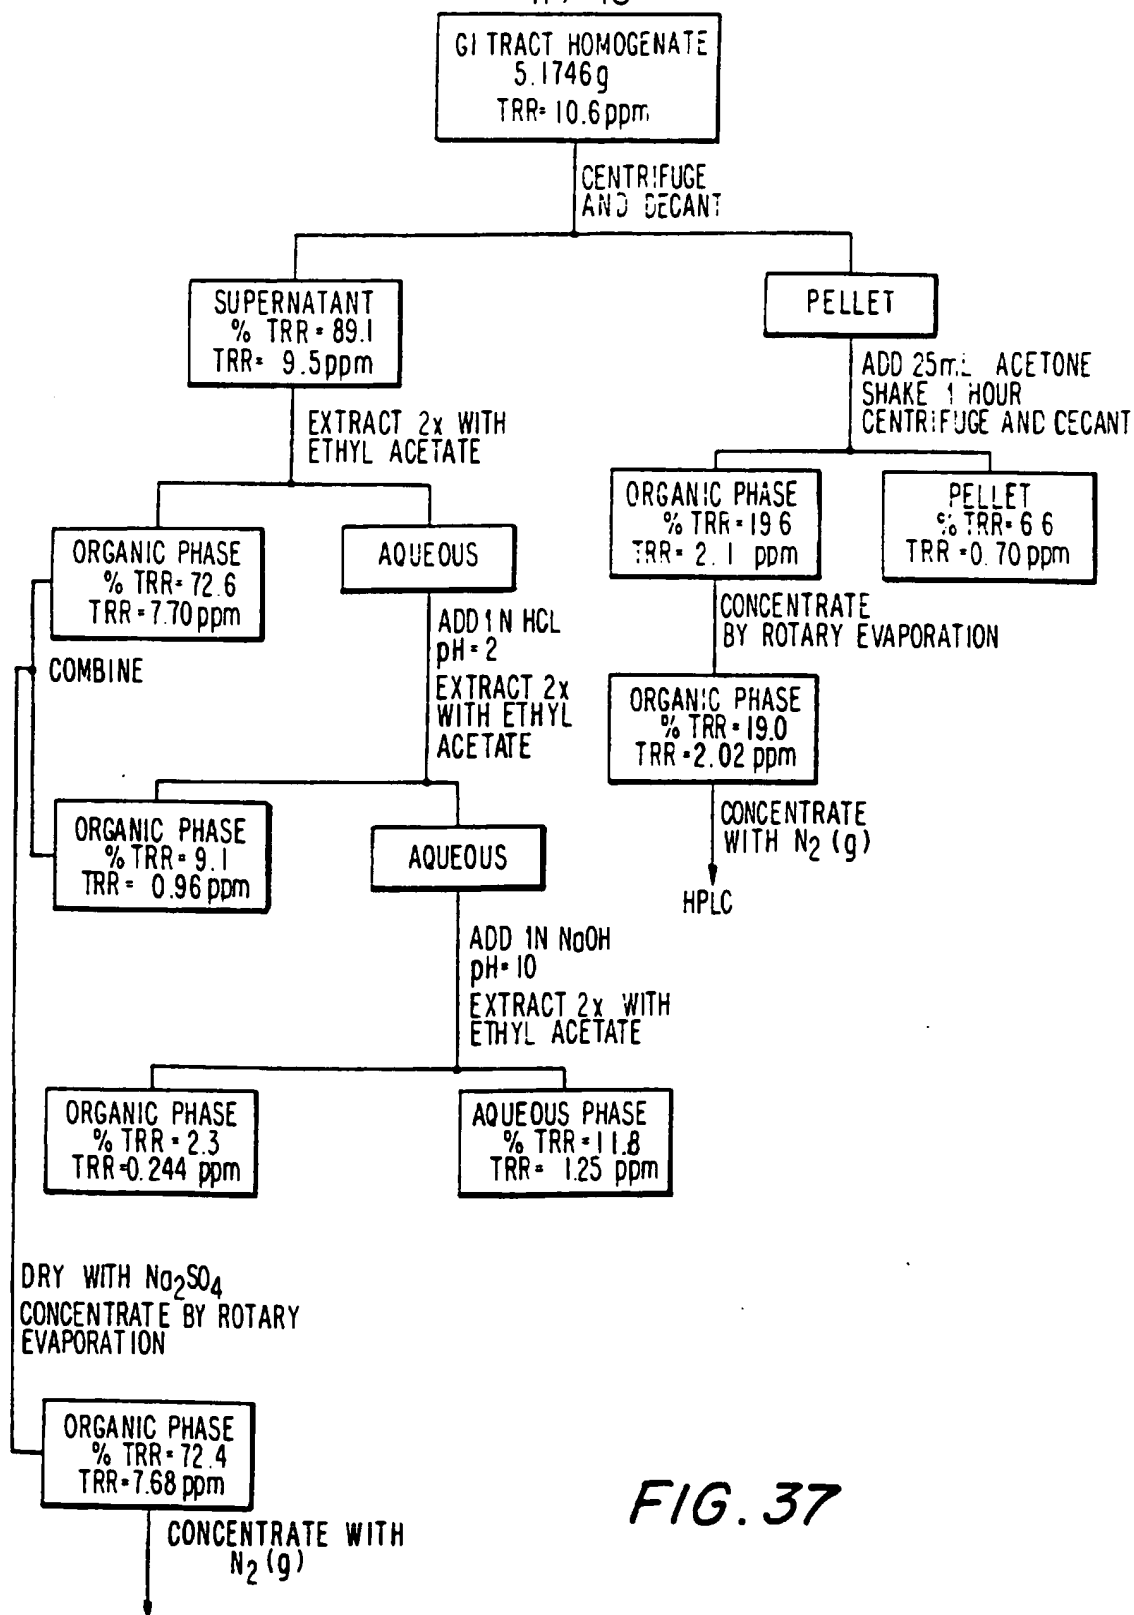 GI TRACT HOMOGENATE
5.1746g
TRR= 10.6 ppm
CENTRIFUGE
AND DECANT
SUPERNATANT
% TRR = 89.1
TRR= 9.5 ppm
PELLET
EXTRACT 2x WITH
ETHYL ACETATE
ADD 25mL ACETONE
SHAKE 1 HOUR
CENTRIFUGE AND DECANT
ORGANIC PHASE
% TRR = 72.6
TRR = 7.70 ppm
AQUEOUS
ORGANIC PHASE
% TRR = 19.6
TRR = 2.1 ppm
PELLET
% TRR = 6.6
TRR = 0.70 ppm
COMBINE
ADD 1N HCL
pH = 2
EXTRACT 2x
WITH ETHYL
ACETATE
CONCENTRATE
BY ROTARY EVAPORATION
ORGANIC PHASE
% TRR = 19.0
TRR = 2.02 ppm
ORGANIC PHASE
% TRR = 9.1
TRR = 0.96 ppm
AQUEOUS
CONCENTRATE
WITH N2 (g)
HPLC
ADD 1N NaOH
pH = 10
EXTRACT 2x WITH
ETHYL ACETATE
ORGANIC PHASE
% TRR = 2.3
TRR = 0.244 ppm
AQUEOUS PHASE
% TRR = 11.8
TRR = 1.25 ppm
DRY WITH Na2SO4
CONCENTRATE BY ROTARY
EVAPORATION
ORGANIC PHASE
% TRR = 72.4
TRR = 7.68 ppm
CONCENTRATE WITH
N2 (g)
FIG. 37